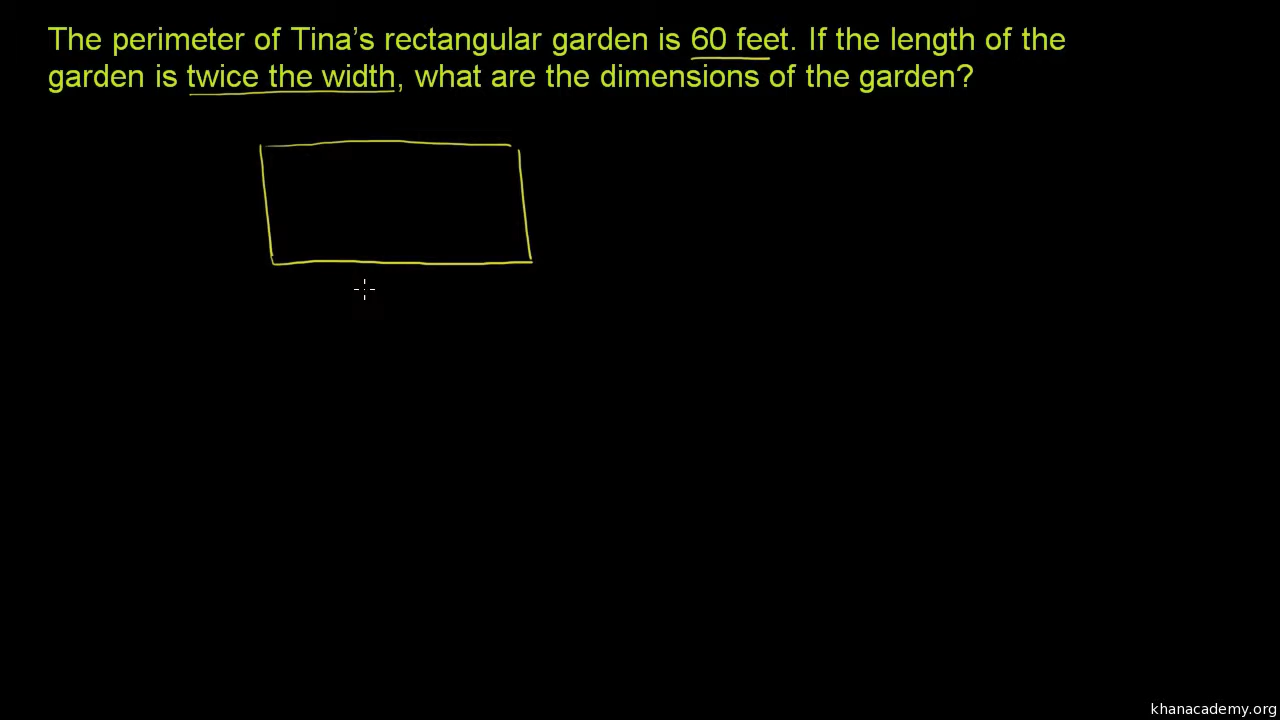 The perimeter of Tina’s rectangular garden is 60 feet. If the length of the
garden is twice the width, what are the dimensions of the garden?
khanacademy.org